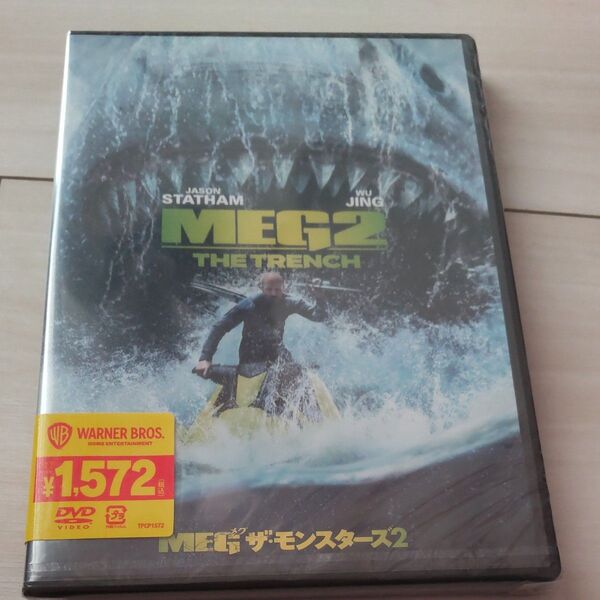 JASON
STATHAM
WU
JING
MEG2
THE TRENCH
WB
WARNER BROS.
HOME ENTERTAINMENT
¥1,572(税込)
DVD
VIDEO
TPCP1572
メグ
MEG ザ・モンスターズ2